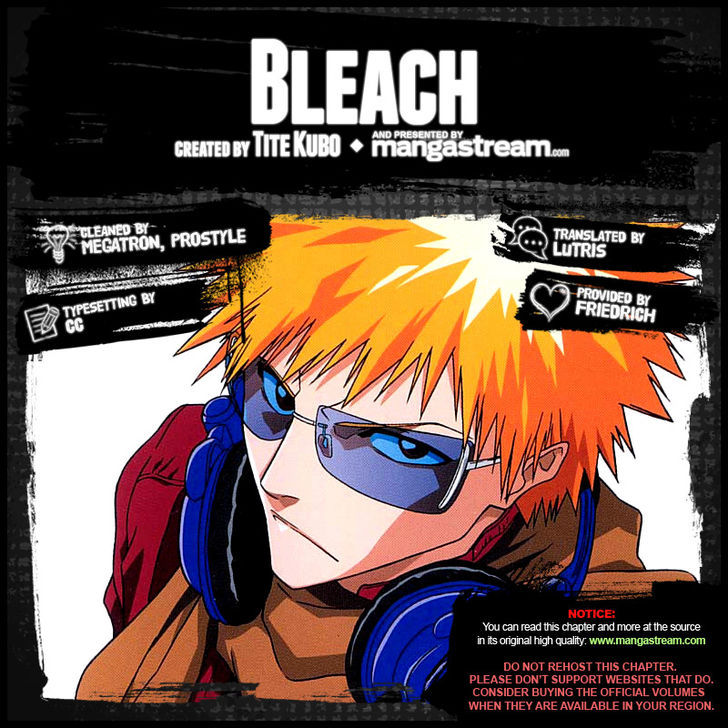 BLEACH
CREATED BY TITE KUBO ◆ AND PRESENTED BY mangastream.com
CLEANED BY
MEGATRON, PROSTYLE
TYPESETTING BY
CC
TRANSLATED BY
LUTRIS
PROVIDED BY
FRIEDRICH
NOTICE:
You can read this chapter and more at the source
in its original high quality: www.mangastream.com
DO NOT REHOST THIS CHAPTER.
PLEASE DON'T SUPPORT WEBSITES THAT DO.
CONSIDER BUYING THE OFFICIAL VOLUMES
WHEN THEY ARE AVAILABLE IN YOUR REGION.